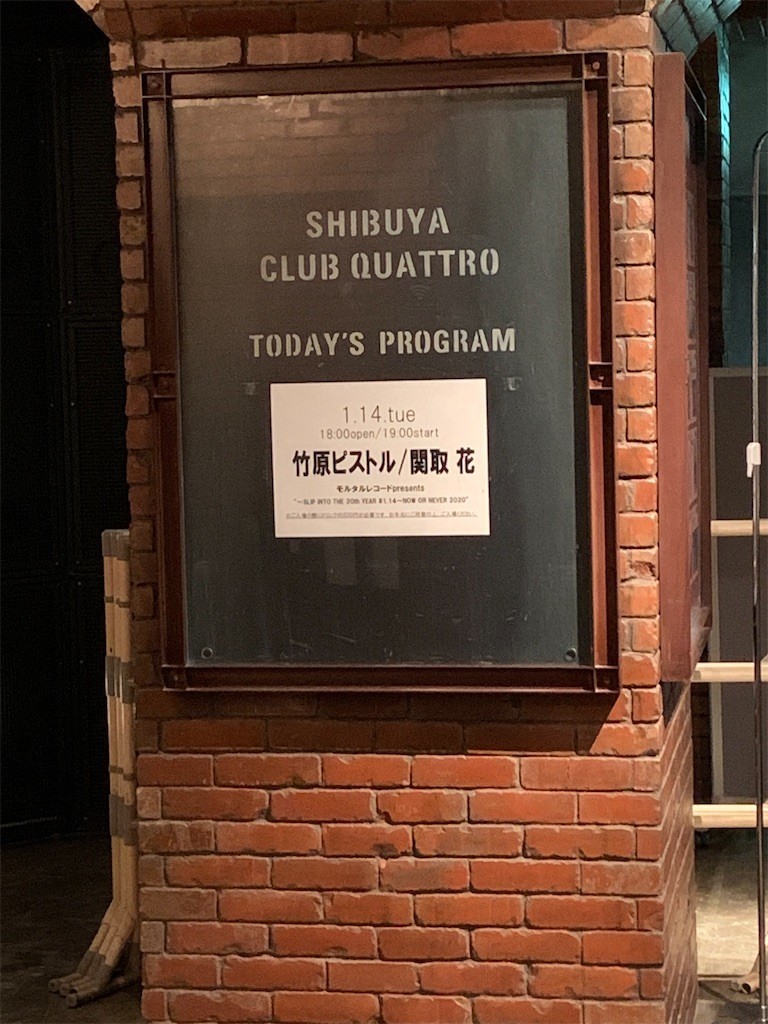 SHIBUYA
CLUB QUATTRO
TODAY'S PROGRAM
1.14.tue
18:00open/19:00start
竹原ピストル/関取 花
モルタルレコードpresents
"~SLIP INTO THE 20th YEAR #1.14~NOW OR NEVER 2020"